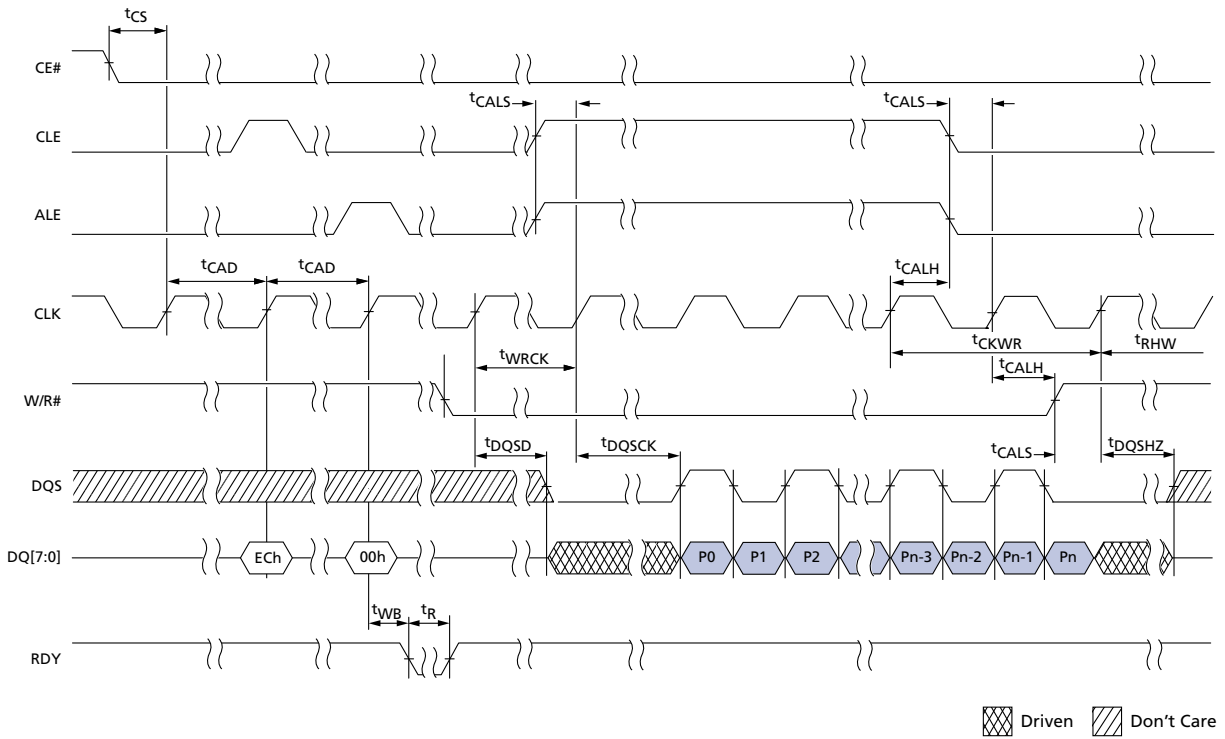 tCS
CE#
tCALS
tCALS
CLE
ALE
tCAD
tCAD
tCALH
CLK
tWRCK
tCKWR
tRHW
tCALH
W/R#
tDQSD
tDQSCK
tCALS
tDQSHZ
DQS
DQ[7:0]
ECh
00h
P0
P1
P2
Pn-3
Pn-2
Pn-1
Pn
tWB
tR
RDY
Driven
Don't Care